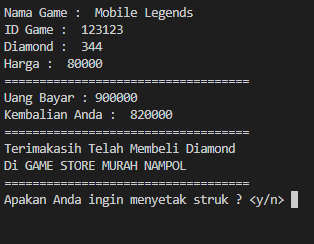 Nama Game :  Mobile Legends
ID Game :  123123
Diamond :  344
Harga :  80000
===================================
Uang Bayar : 900000
Kembalian Anda :  820000
===================================
Terimakasih Telah Membeli Diamond
Di GAME STORE MURAH NAMPOL
===================================
Apakan Anda ingin menyetak struk ? <y/n>